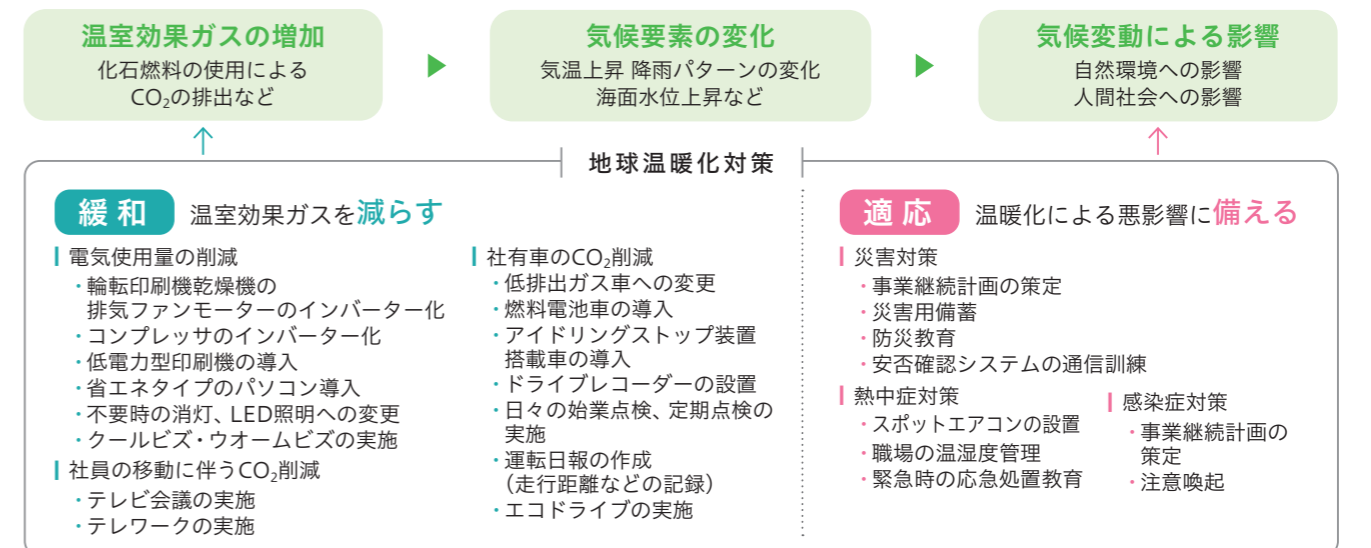 温室効果ガスの増加
化石燃料の使用による
CO₂の排出など
気候要素の変化
気温上昇 降雨パターンの変化
海面水位上昇など
気候変動による影響
自然環境への影響
人間社会への影響
地球温暖化対策
緩和 温室効果ガスを減らす
電気使用量の削減
・輪転印刷機乾燥機の
排気ファンモーターのインバーター化
・コンプレッサのインバーター化
・低電力型印刷機の導入
・省エネタイプのパソコン導入
・不要時の消灯、LED照明への変更
・クールビズ・ウオームビズの実施
社員の移動に伴うCO₂削減
・テレビ会議の実施
・テレワークの実施
社有車のCO₂削減
・低排出ガス車への変更
・燃料電池車の導入
・アイドリングストップ装置
搭載車の導入
・ドライブレコーダーの設置
・日々の始業点検、定期点検の
実施
・運転日報の作成
（走行距離などの記録）
・エコドライブの実施
適応 温暖化による悪影響に備える
災害対策
・事業継続計画の策定
・災害用備蓄
・防災教育
・安否確認システムの通信訓練
熱中症対策
・スポットエアコンの設置
・職場の温湿度管理
・緊急時の応急処置教育
感染症対策
・事業継続計画の
策定
・注意喚起